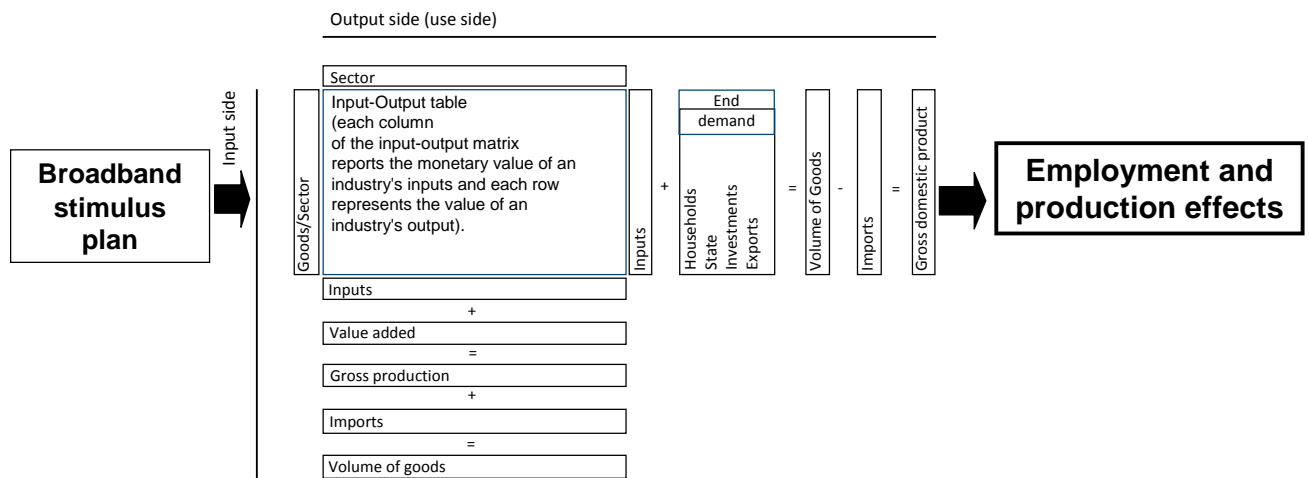 Output side (use side)
Input side
Broadband
stimulus
plan
Goods/Sector
Sector
Input-Output table
(each column
of the input-output matrix
reports the monetary value of an
industry's inputs and each row
represents the value of an
industry's output).
Inputs
+
End
demand
Households
State
Investments
Exports
=
Volume of Goods
-
Imports
=
Gross domestic product
Employment and
production effects
Inputs
+
Value added
=
Gross production
+
Imports
=
Volume of goods